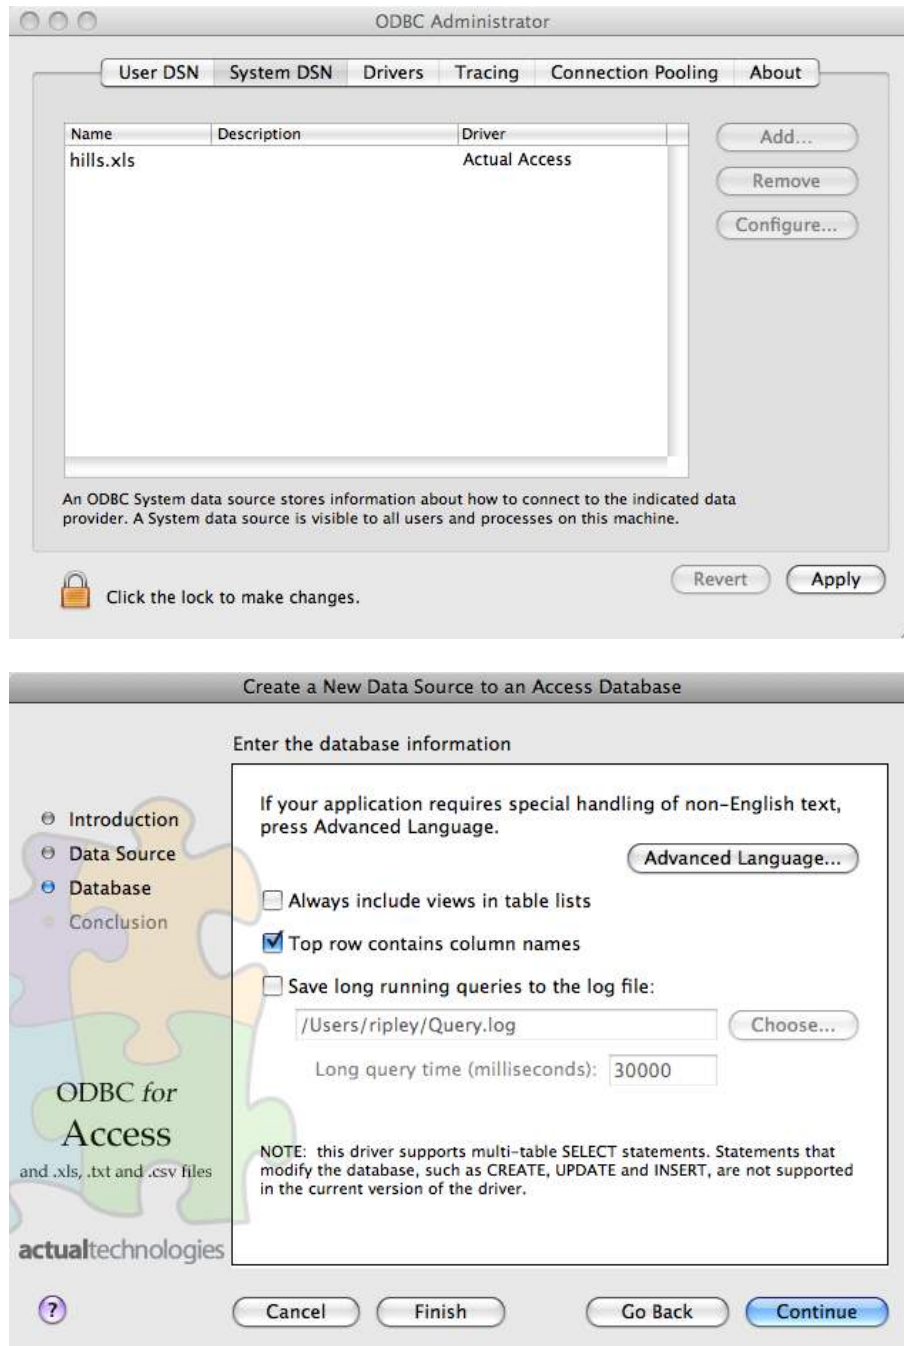 ODBC Administrator
User DSN System DSN Drivers Tracing Connection Pooling About
Name Description Driver
hills.xls Actual Access
Add...
Remove
Configure...
An ODBC System data source stores information about how to connect to the indicated data
provider. A System data source is visible to all users and processes on this machine.
Click the lock to make changes.
Revert Apply
Create a New Data Source to an Access Database
Enter the database information
Introduction
Data Source
Database
Conclusion
ODBC for
Access
and .xls, .txt and .csv files
actualtechnologies
If your application requires special handling of non-English text,
press Advanced Language.
Advanced Language...
Always include views in table lists
Top row contains column names
Save long running queries to the log file:
/Users/ripley/Query.log Choose...
Long query time (milliseconds): 30000
NOTE: this driver supports multi-table SELECT statements. Statements that
modify the database, such as CREATE, UPDATE and INSERT, are not supported
in the current version of the driver.
? Cancel Finish Go Back Continue